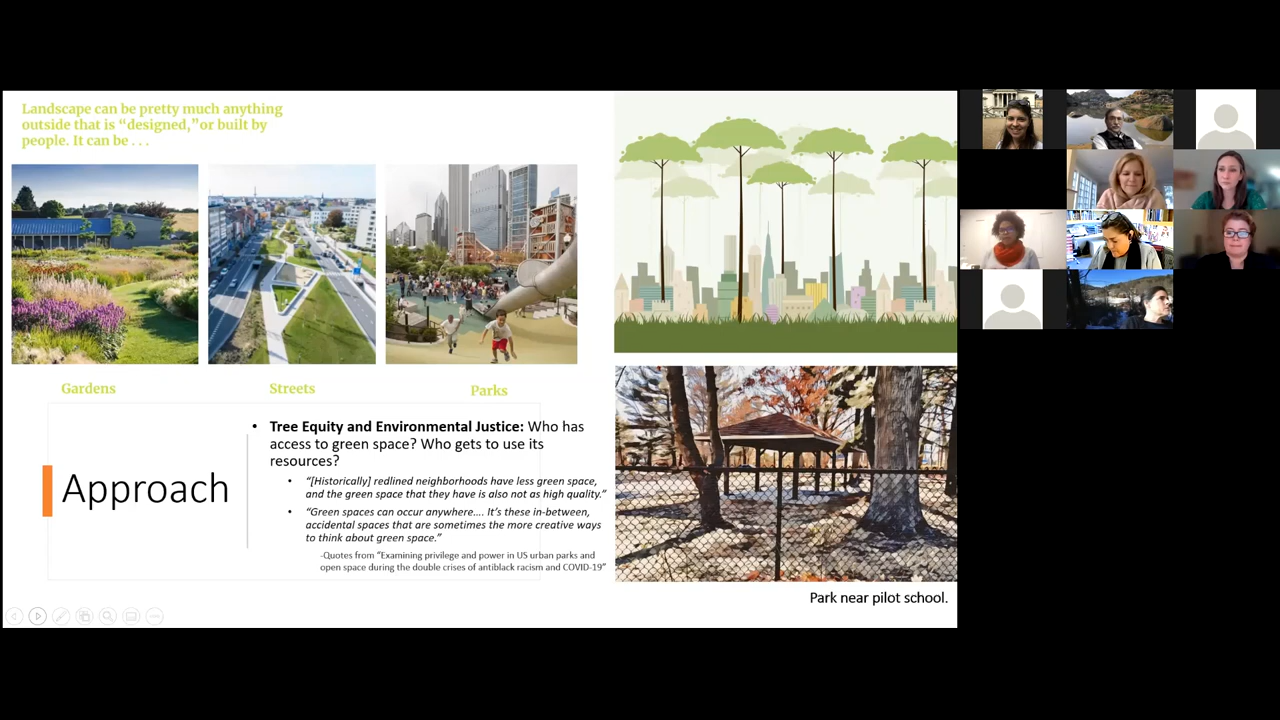 Landscape can be pretty much anything
outside that is “designed,”or built by
people. It can be . . .
Gardens
Streets
Parks
Approach
• Tree Equity and Environmental Justice: Who has
access to green space? Who gets to use its
resources?
• “[Historically] redlined neighborhoods have less green space,
and the green space that they have is also not as high quality.”
• “Green spaces can occur anywhere…. It’s these in-between,
accidental spaces that are sometimes the more creative ways
to think about green space.”
-Quotes from “Examining privilege and power in US urban parks and
open space during the double crises of antiblack racism and COVID-19”
Park near pilot school.